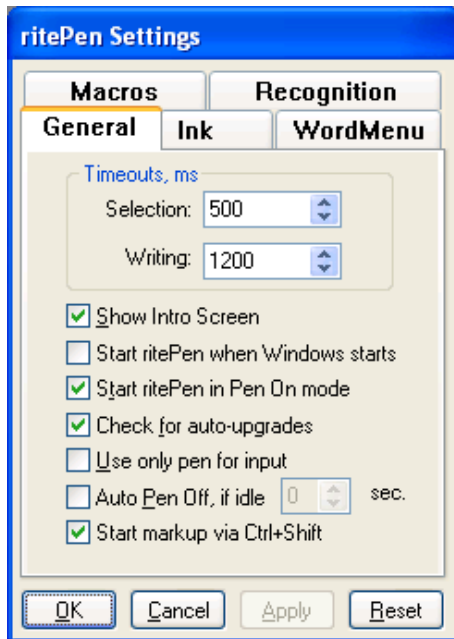 ritePen Settings
Macros Recognition
General Ink WordMenu
Timeouts, ms
Selection: 500
Writing: 1200
Show Intro Screen
Start ritePen when Windows starts
Start ritePen in Pen On mode
Check for auto-upgrades
Use only pen for input
Auto Pen Off, if idle 0 sec.
Start markup via Ctrl+Shift
OK Cancel Apply Reset